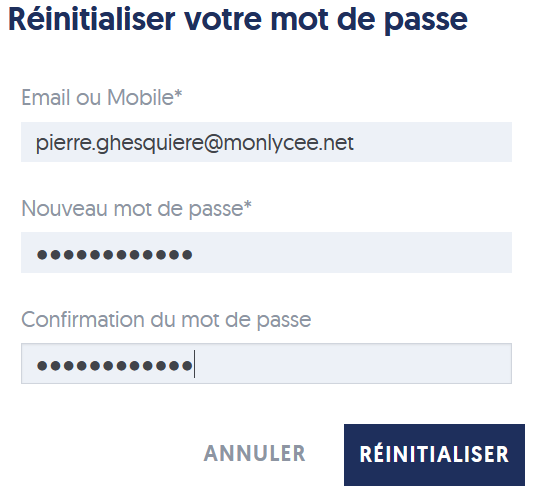 Réinitialiser votre mot de passe
Email ou Mobile*
pierre.ghesquiere@monlycee.net
Nouveau mot de passe*
••••••••••••
Confirmation du mot de passe
••••••••••••
ANNULER
RÉINITIALISER